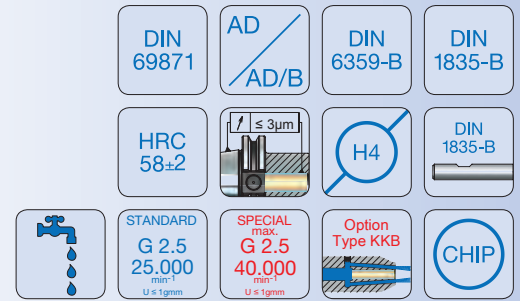 DIN
69871
AD
AD/B
DIN
6359-B
DIN
1835-B
HRC
58±2
≤ 3µm
H4
DIN
1835-B
STANDARD
G 2.5
25.000
min⁻¹
U ≤ 1gmm
SPECIAL
max.
G 2.5
40.000
min⁻¹
U ≤ 1gmm
Option
Type KKB
CHIP